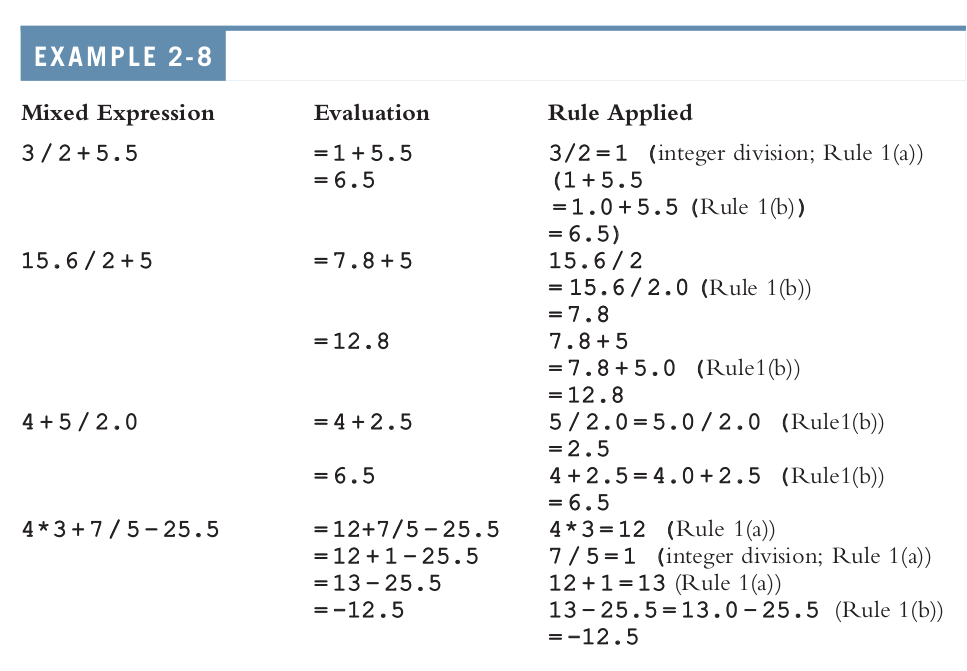 EXAMPLE 2-8
Mixed Expression Evaluation Rule Applied
3/2+5.5 =1+5.5 3/2=1 (integer division; Rule 1(a))
=6.5 (1+5.5
=1.0+5.5 (Rule 1(b))
=6.5)
15.6/2+5 =7.8+5 15.6/2
=15.6/2.0 (Rule 1(b))
=7.8
=12.8 7.8+5
=7.8+5.0 (Rule1(b))
=12.8
4+5/2.0 =4+2.5 5/2.0=5.0/2.0 (Rule1(b))
=2.5
=6.5 4+2.5=4.0+2.5 (Rule1(b))
=6.5
4*3+7/5-25.5 =12+7/5-25.5 4*3=12 (Rule 1(a))
=12+1-25.5 7/5=1 (integer division; Rule 1(a))
=13-25.5 12+1=13 (Rule 1(a))
=-12.5 13-25.5=13.0-25.5 (Rule 1(b))
=-12.5